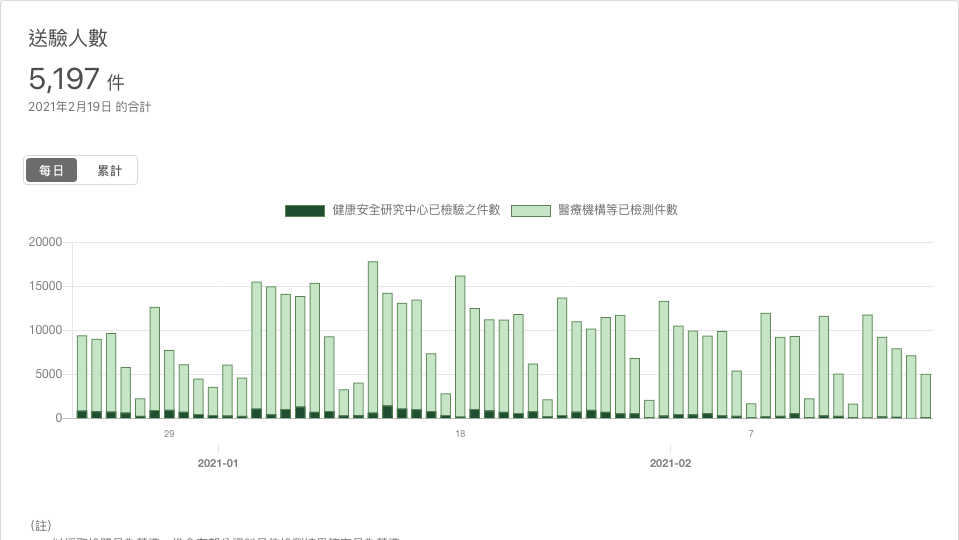 送驗人數
5,197 件
2021年2月19日 的合計
每日 累計
健康安全研究中心已檢驗之件數 醫療機構等已檢測件數
20000
15000
10000
5000
0
29 18 7
2021-01 2021-02
(註)